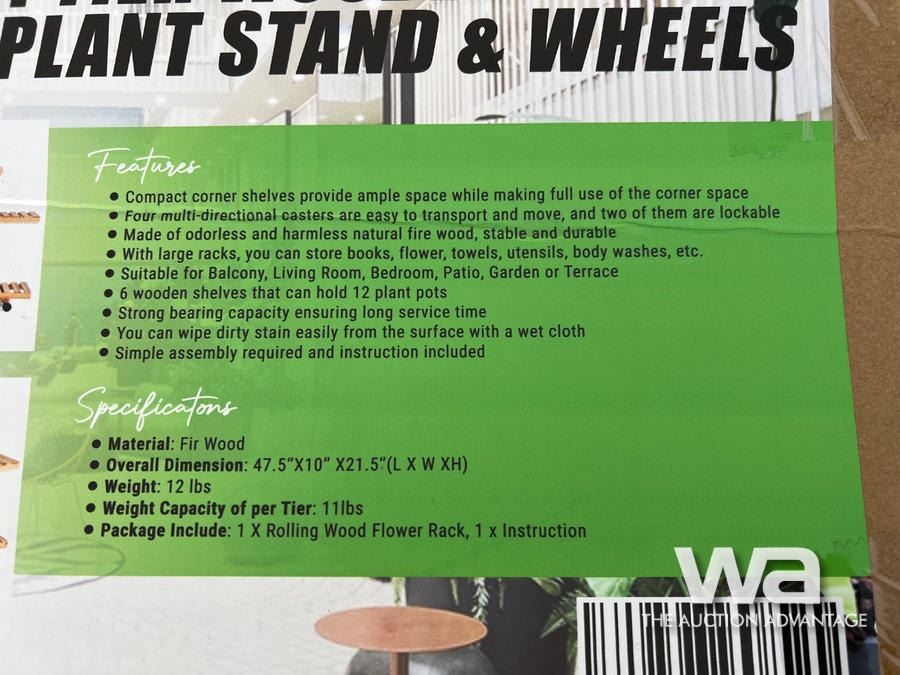 PLANT STAND & WHEELS
Features
● Compact corner shelves provide ample space while making full use of the corner space
● Four multi-directional casters are easy to transport and move, and two of them are lockable
● Made of odorless and harmless natural fire wood, stable and durable
● With large racks, you can store books, flower, towels, utensils, body washes, etc.
● Suitable for Balcony, Living Room, Bedroom, Patio, Garden or Terrace
● 6 wooden shelves that can hold 12 plant pots
● Strong bearing capacity ensuring long service time
● You can wipe dirty stain easily from the surface with a wet cloth
● Simple assembly required and instruction included
Specificatons
● Material: Fir Wood
● Overall Dimension: 47.5”X10” X21.5”(L X W XH)
● Weight: 12 lbs
● Weight Capacity of per Tier: 11lbs
● Package Include: 1 X Rolling Wood Flower Rack, 1 x Instruction
wa
THE AUCTION ADVANTAGE